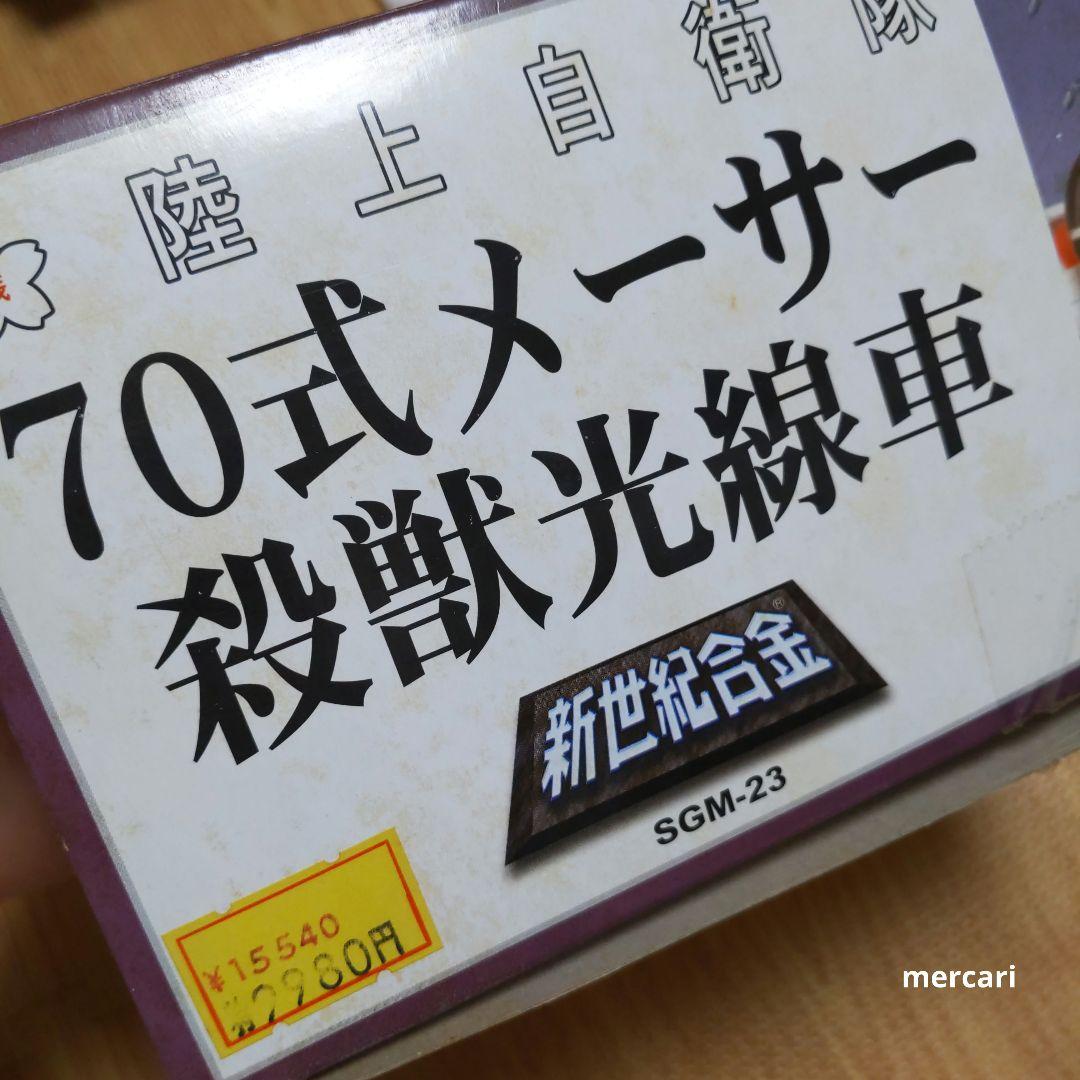 陸上自衛隊
70式メーサー
殺獣光線車
新世紀合金®
SGM-23
¥15540
980円
mercari